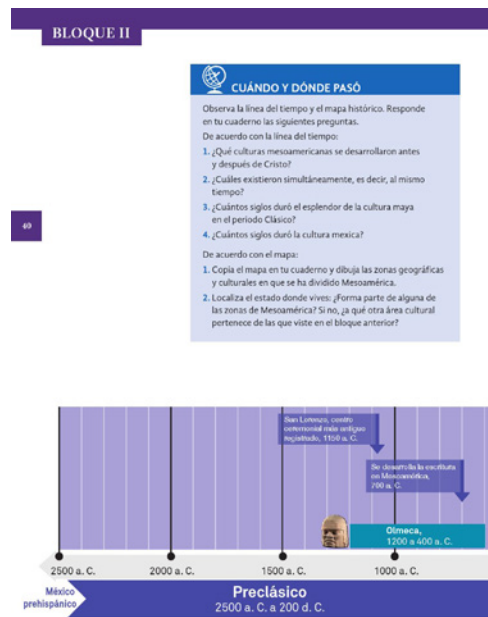 BLOQUE II
CUÁNDO Y DÓNDE PASÓ
Observa la línea del tiempo y el mapa histórico. Responde
en tu cuaderno las siguientes preguntas.
De acuerdo con la línea del tiempo:
1. ¿Qué culturas mesoamericanas se desarrollaron antes
y después de Cristo?
2. ¿Cuáles existieron simultáneamente, es decir, al mismo
tiempo?
3. ¿Cuántos siglos duró el esplendor de la cultura maya
en el periodo Clásico?
4. ¿Cuántos siglos duró la cultura mexica?
De acuerdo con el mapa:
1. Copia el mapa en tu cuaderno y dibuja las zonas geográficas
y culturales en que se ha dividido Mesoamérica.
2. Localiza el estado donde vives: ¿Forma parte de alguna de
las zonas de Mesoamérica? Si no, ¿a qué otra área cultural
pertenece de las que viste en el bloque anterior?
40
San Lorenzo, centro
ceremonial más antiguo
registrado, 1150 a. C.
Se desarrolla la escritura
en Mesoamérica,
700 a. C.
Olmeca,
1200 a 400 a. C.
2500 a. C.
2000 a. C.
1500 a. C.
1000 a. C.
México
prehispánico
Preclásico
2500 a. C. a 200 d. C.